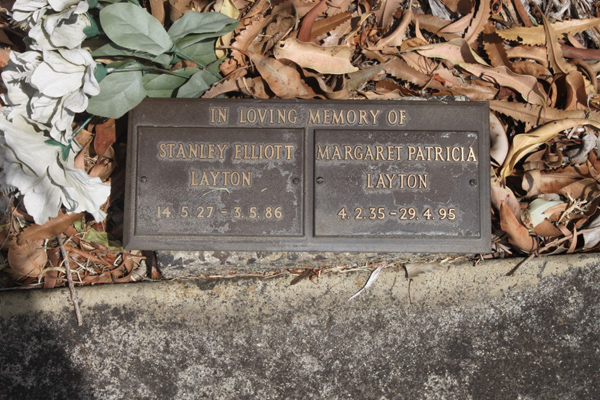 IN LOVING MEMORY OF
STANLEY ELLIOTT
LAYTON
14.5.27 - 3.5.86
MARGARET PATRICIA
LAYTON
4.2.35 - 29.4.95